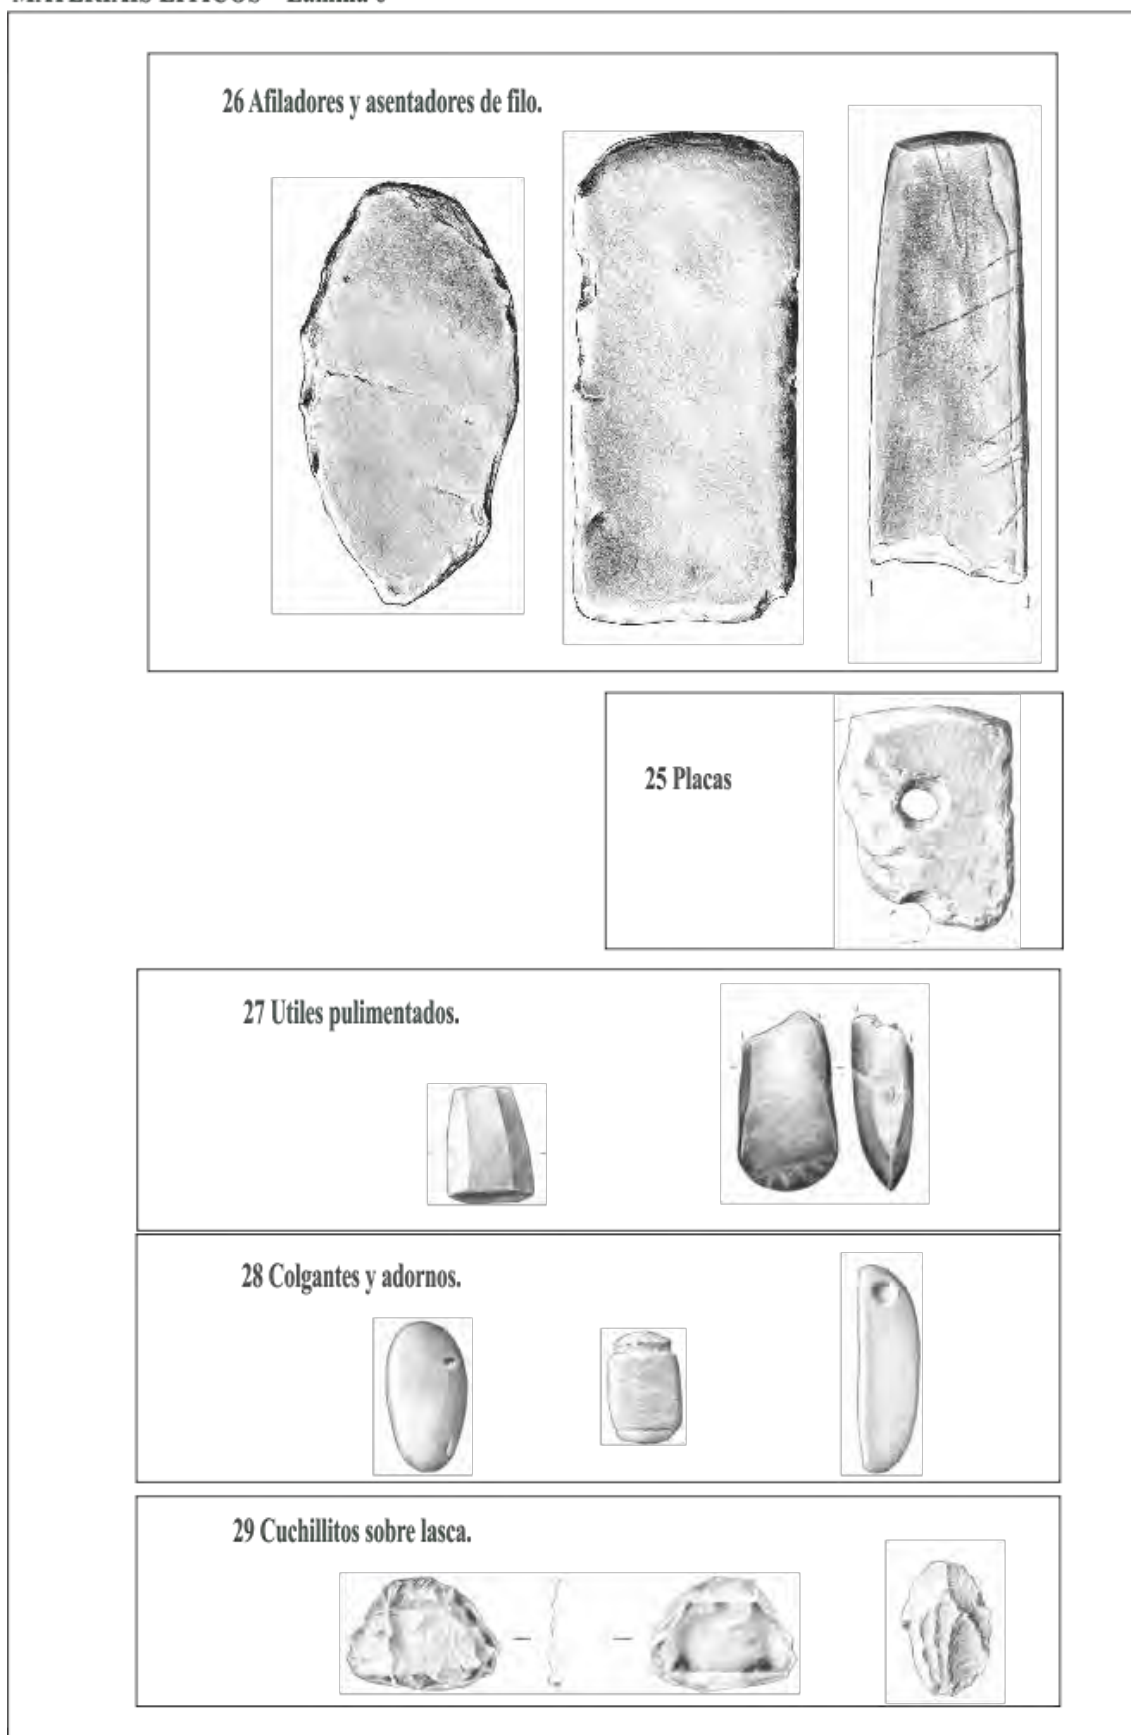 26 Afiladores y asentadores de filo.
25 Placas
27 Utiles pulimentados.
28 Colgantes y adornos.
29 Cuchillitos sobre lasca.